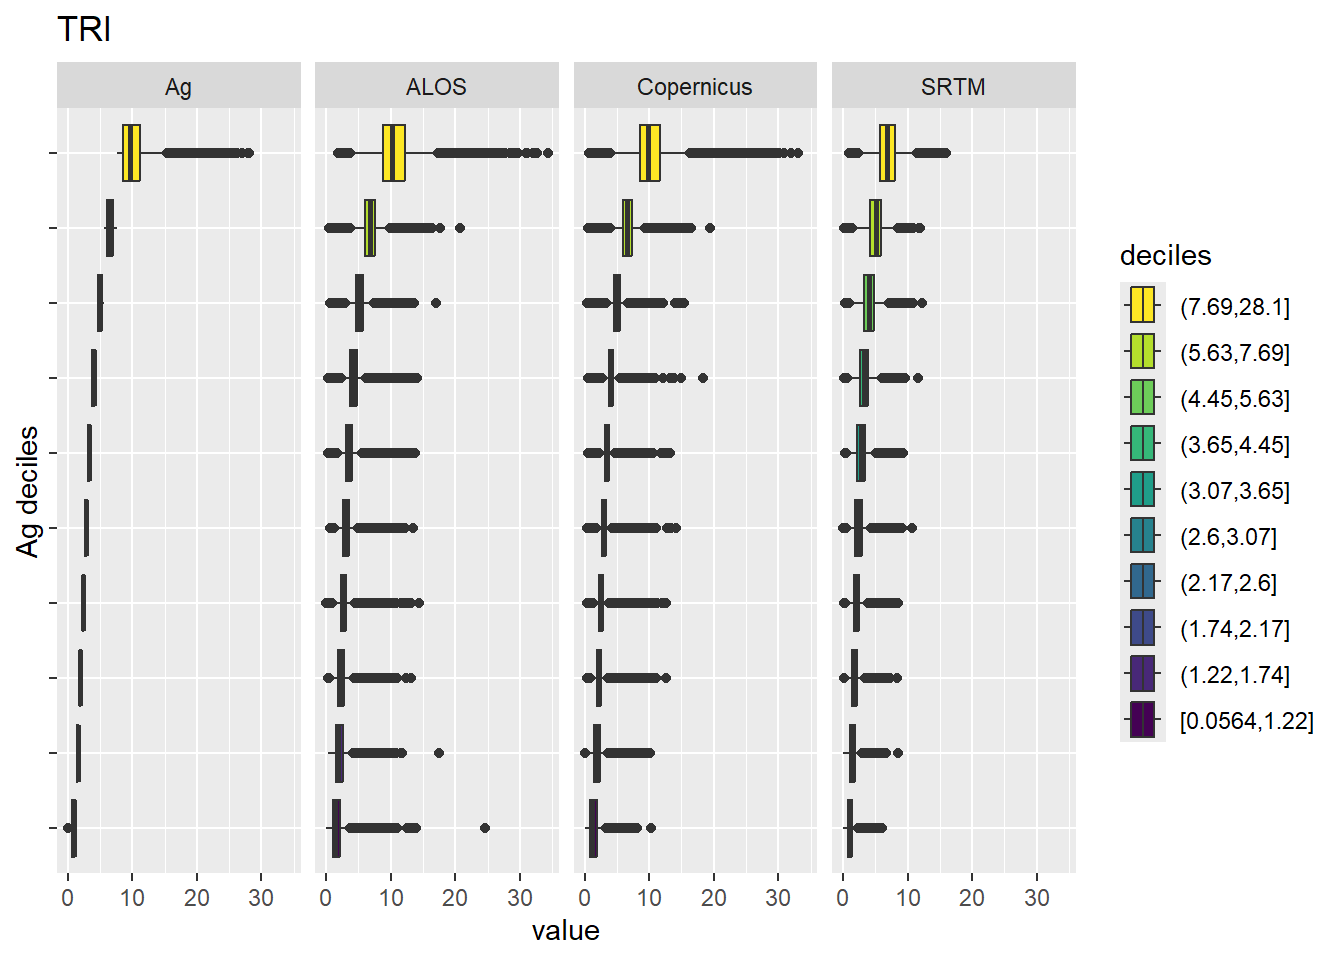 TRI
Ag ALOS Copernicus SRTM
Ag deciles
0 10 20 30 0 10 20 30 0 10 20 30 0 10 20 30
value
deciles
(7.69,28.1]
(5.63,7.69]
(4.45,5.63]
(3.65,4.45]
(3.07,3.65]
(2.6,3.07]
(2.17,2.6]
(1.74,2.17]
(1.22,1.74]
[0.0564,1.22]